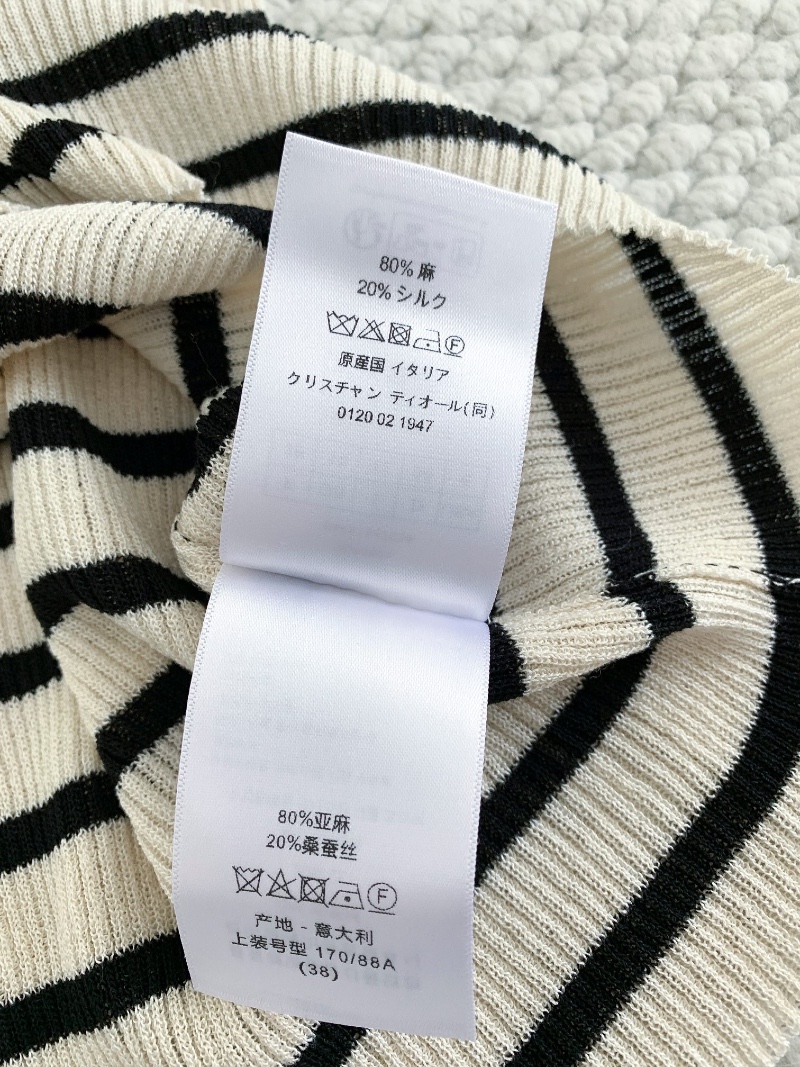 80% 麻
20% シルク
F
原産国 イタリア
クリスチャン ティオール(同)
0120 02 1947
80%亚麻
20%桑蚕丝
F
产地 - 意大利
上装号型 170/88A
(38)